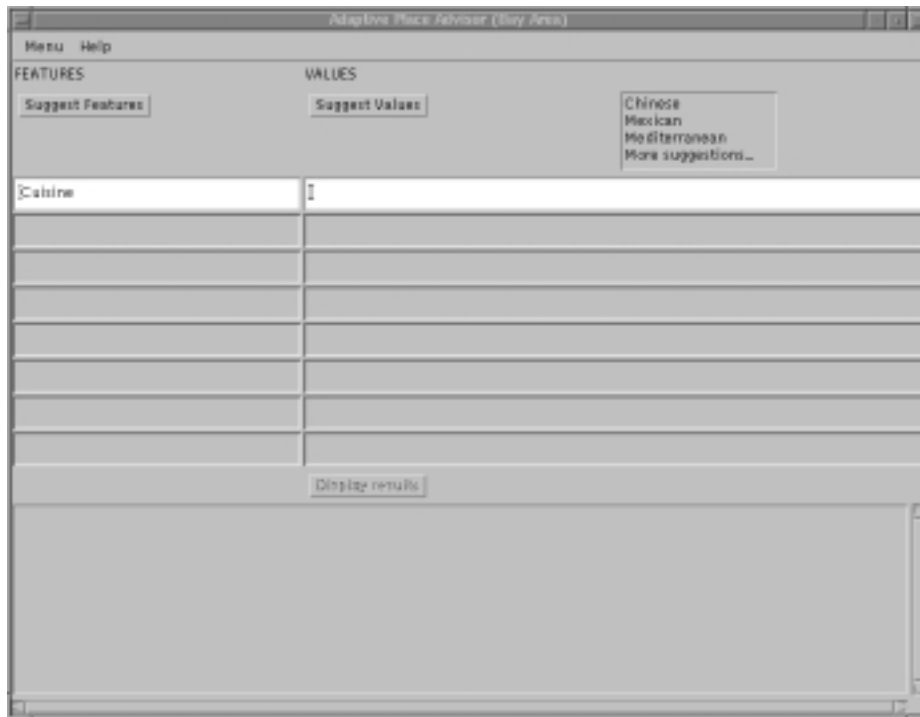 Adaptive Place Advisor (Bay Area)
Menu Help
FEATURES VALUES
Suggest Features Suggest Values
Chinese
Mexican
Mediterranean
More suggestions…
Cuisine
Display results